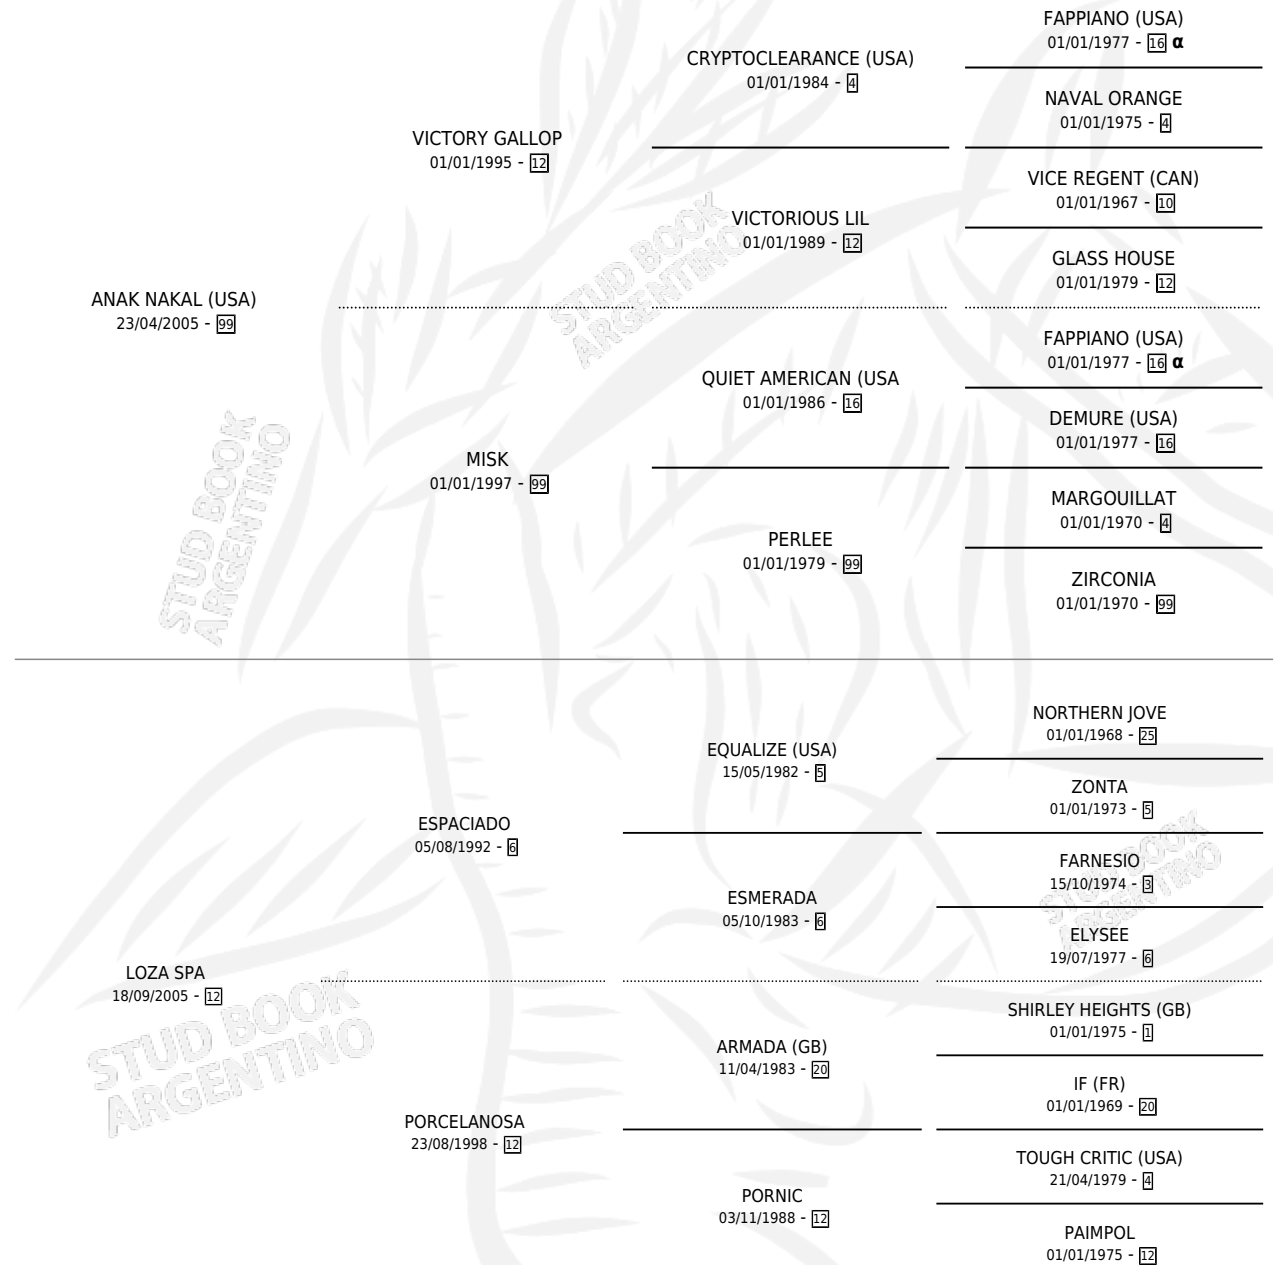 FAPPIANO (USA)
01/01/1977 - 16 α
CRYPTOCLEARANCE (USA)
01/01/1984 - 4
NAVAL ORANGE
01/01/1975 - 4
VICTORY GALLOP
01/01/1995 - 12
VICE REGENT (CAN)
01/01/1967 - 10
VICTORIOUS LIL
01/01/1989 - 12
GLASS HOUSE
01/01/1979 - 12
STUD BOOK
ARGENTINO
ANAK NAKAL (USA)
23/04/2005 - 99
FAPPIANO (USA)
01/01/1977 - 16 α
QUIET AMERICAN (USA
01/01/1986 - 16
DEMURE (USA)
01/01/1977 - 16
MISK
01/01/1997 - 99
MARGOUILLAT
01/01/1970 - 4
PERLEE
01/01/1979 - 99
ZIRCONIA
01/01/1970 - 99
STUD BOOK
ARGENTINO
NORTHERN JOVE
01/01/1968 - 25
EQUALIZE (USA)
15/05/1982 - 5
ZONTA
01/01/1973 - 5
ESPACIADO
05/08/1992 - 6
FARNESIO
15/10/1974 - 3
ESMERADA
05/10/1983 - 6
ELYSEE
19/07/1977 - 6
STUD BOOK
ARGENTINO
LOZA SPA
18/09/2005 - 12
SHIRLEY HEIGHTS (GB)
01/01/1975 - 1
ARMADA (GB)
11/04/1983 - 20
IF (FR)
01/01/1969 - 20
STUD BOOK
ARGENTINO
PORCELANOSA
23/08/1998 - 12
TOUGH CRITIC (USA)
21/04/1979 - 4
PORNIC
03/11/1988 - 12
PAIMPOL
01/01/1975 - 12